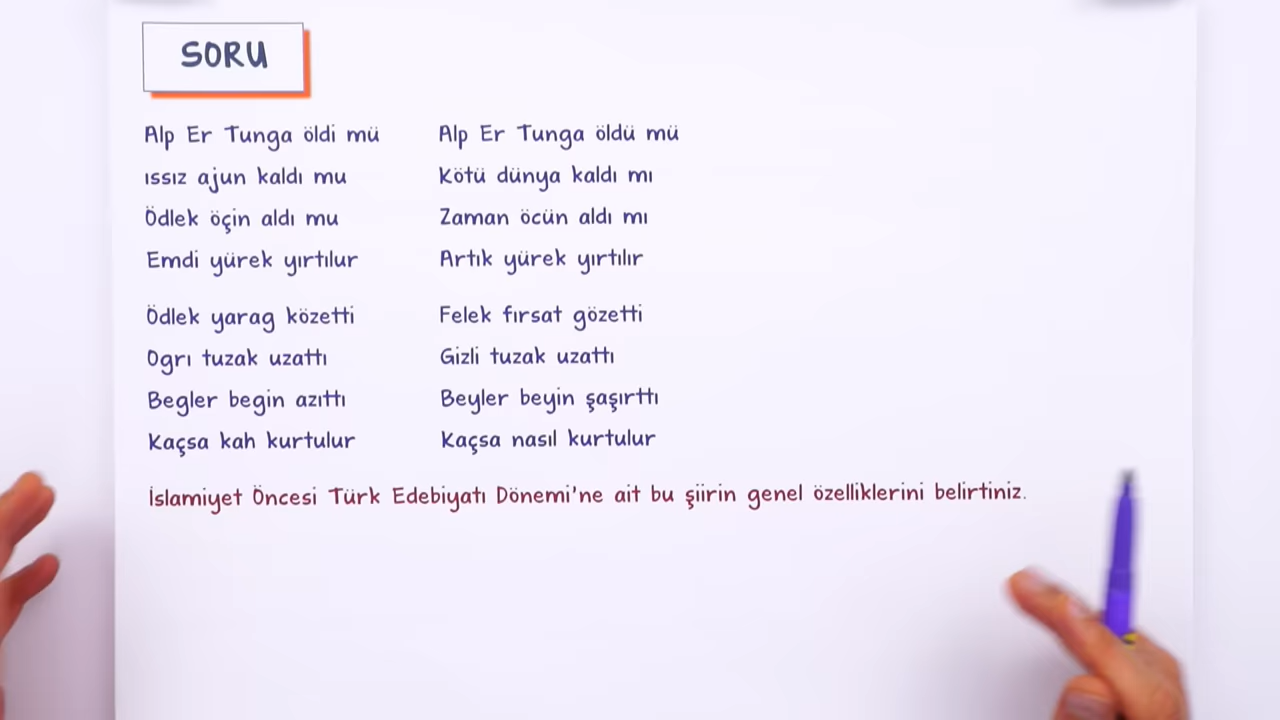 SORU
Alp Er Tunga öldi mü
ıssız ajun kaldı mu
Ödlek öçin aldı mu
Emdi yürek yırtılur
Ödlek yarag közetti
Ogrı tuzak uzattı
Begler begin azıttı
Kaçsa kah kurtulur
Alp Er Tunga öldü mü
Kötü dünya kaldı mı
Zaman öcün aldı mı
Artık yürek yırtılır
Felek fırsat gözetti
Gizli tuzak uzattı
Beyler beyin şaşırttı
Kaçsa nasıl kurtulur
İslamiyet Öncesi Türk Edebiyatı Dönemi'ne ait bu şiirin genel özelliklerini belirtiniz.